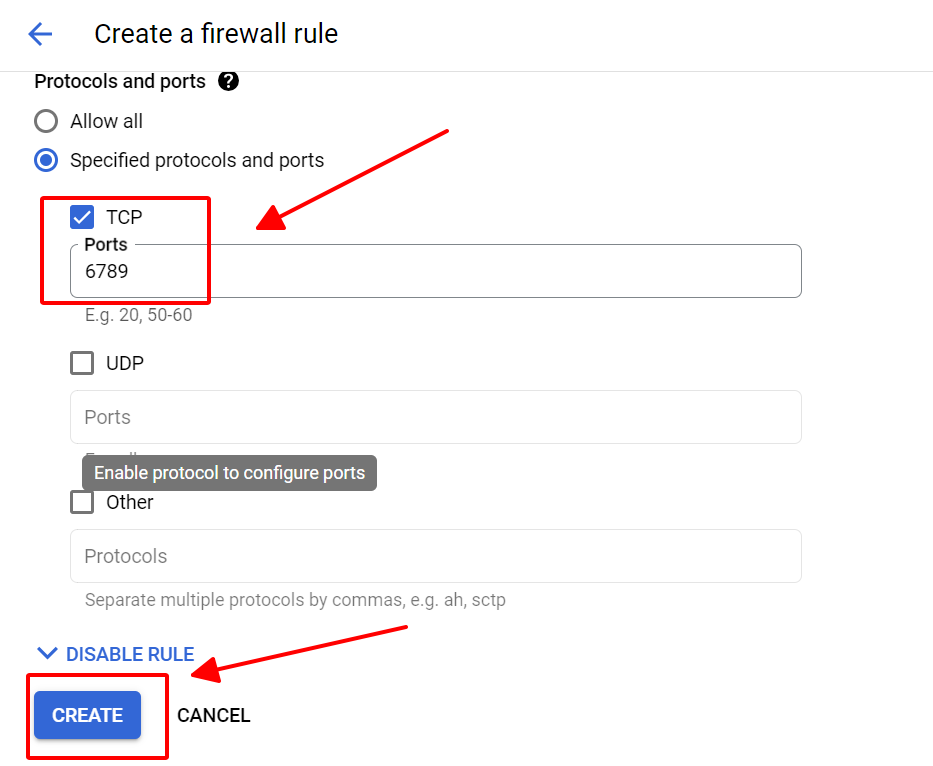 Create a firewall rule
Protocols and ports ?
Allow all
Specified protocols and ports
TCP
Ports
6789
E.g. 20, 50-60
UDP
Ports
Enable protocol to configure ports
Other
Protocols
Separate multiple protocols by commas, e.g. ah, sctp
DISABLE RULE
CREATE CANCEL